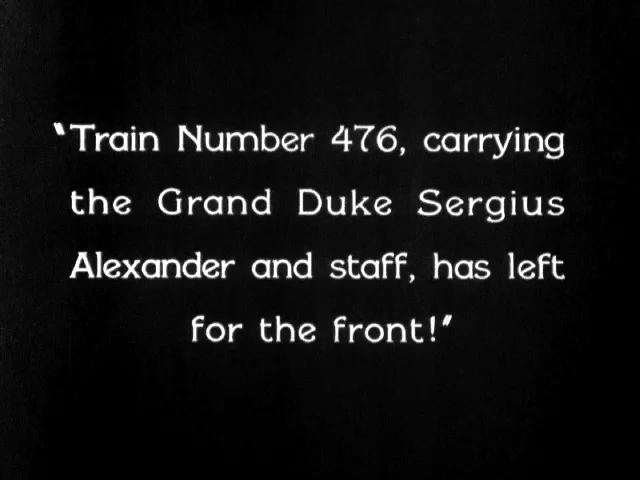 "Train Number 476, carrying
the Grand Duke Sergius
Alexander and staff, has left
for the front!"